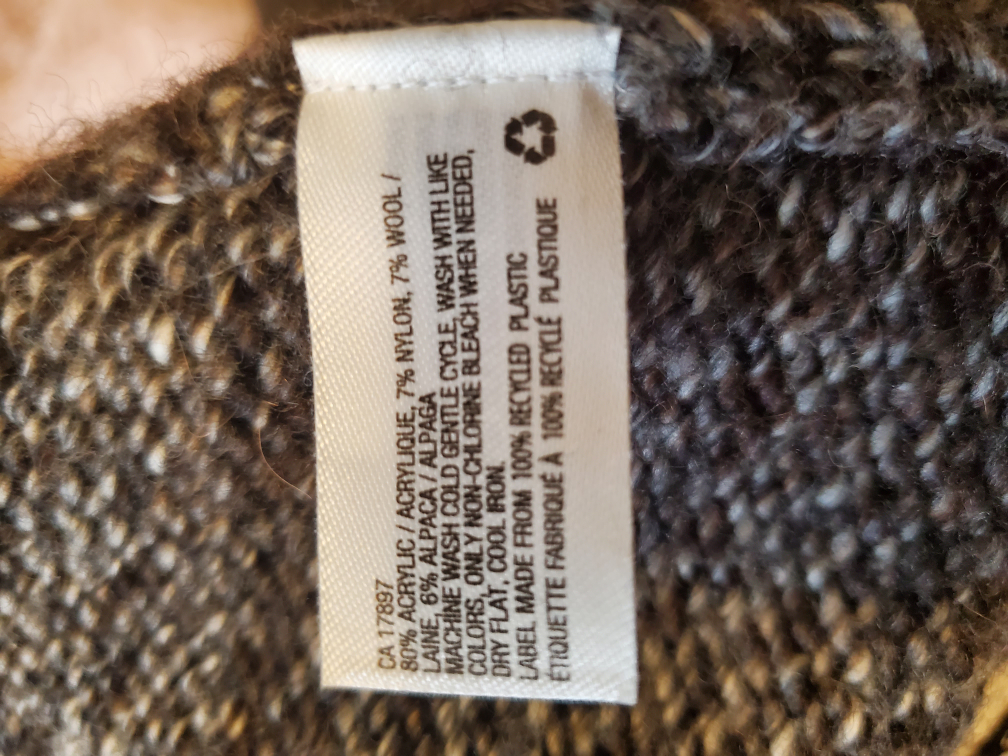 CA 17897
80% ACRYLIC / ACRYLIQUE, 7% NYLON, 7% WOOL /
LAINE, 6% ALPACA / ALPAGA
MACHINE WASH COLD GENTLE CYCLE, WASH WITH LIKE
COLORS, ONLY NON-CHLORINE BLEACH WHEN NEEDED,
DRY FLAT, COOL IRON.
LABEL MADE FROM 100% RECYCLED PLASTIC
ÉTIQUETTE FABRIQUÉ À 100% RECYCLÉ PLASTIQUE